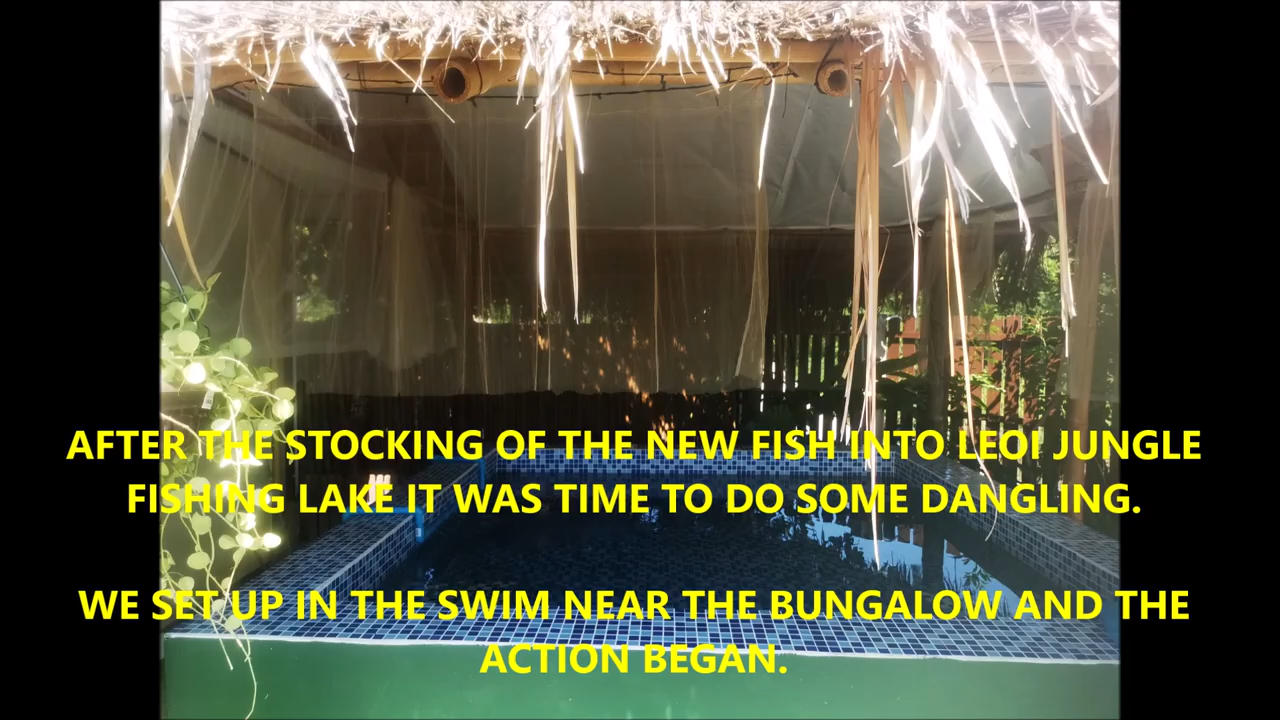 AFTER THE STOCKING OF THE NEW FISH INTO LEOI JUNGLE
FISHING LAKE IT WAS TIME TO DO SOME DANGLING.
WE SET UP IN THE SWIM NEAR THE BUNGALOW AND THE
ACTION BEGAN.